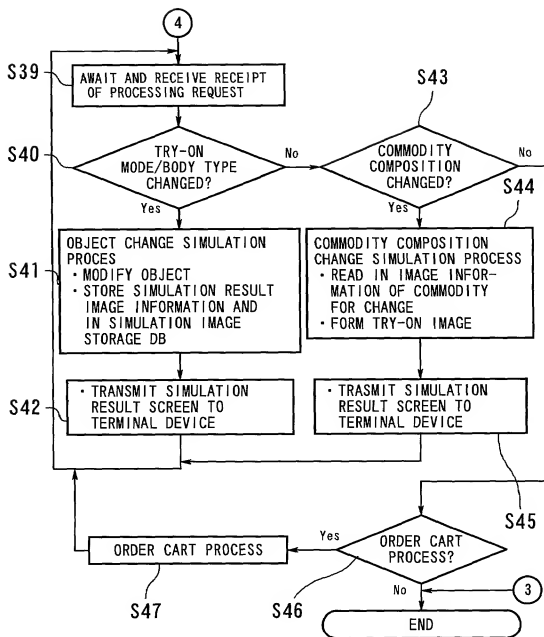 4
S39
AWAIT AND RECEIVE RECEIPT
OF PROCESSING REQUEST
S43
S40
TRY-ON
MODE/BODY TYPE
CHANGED?
No
Yes
COMMODITY
COMPOSITION
CHANGED?
No
Yes
S44
S41
OBJECT CHANGE SIMULATION
PROCES
・ MODIFY OBJECT
・ STORE SIMULATION RESULT
IMAGE INFORMATION AND
IN SIMULATION IMAGE
STORAGE DB
COMMODITY COMPOSITION
CHANGE SIMULATION PROCESS
・ READ IN IMAGE INFOR-
MATION OF COMMODITY
FOR CHANGE
・ FORM TRY-ON IMAGE
S42
・ TRANSMIT SIMULATION
RESULT SCREEN TO
TERMINAL DEVICE
・ TRASMIT SIMULATION
RESULT SCREEN TO
TERMINAL DEVICE
S45
ORDER CART PROCESS
S47
Yes
ORDER CART
PROCESS?
S46
No
3
END